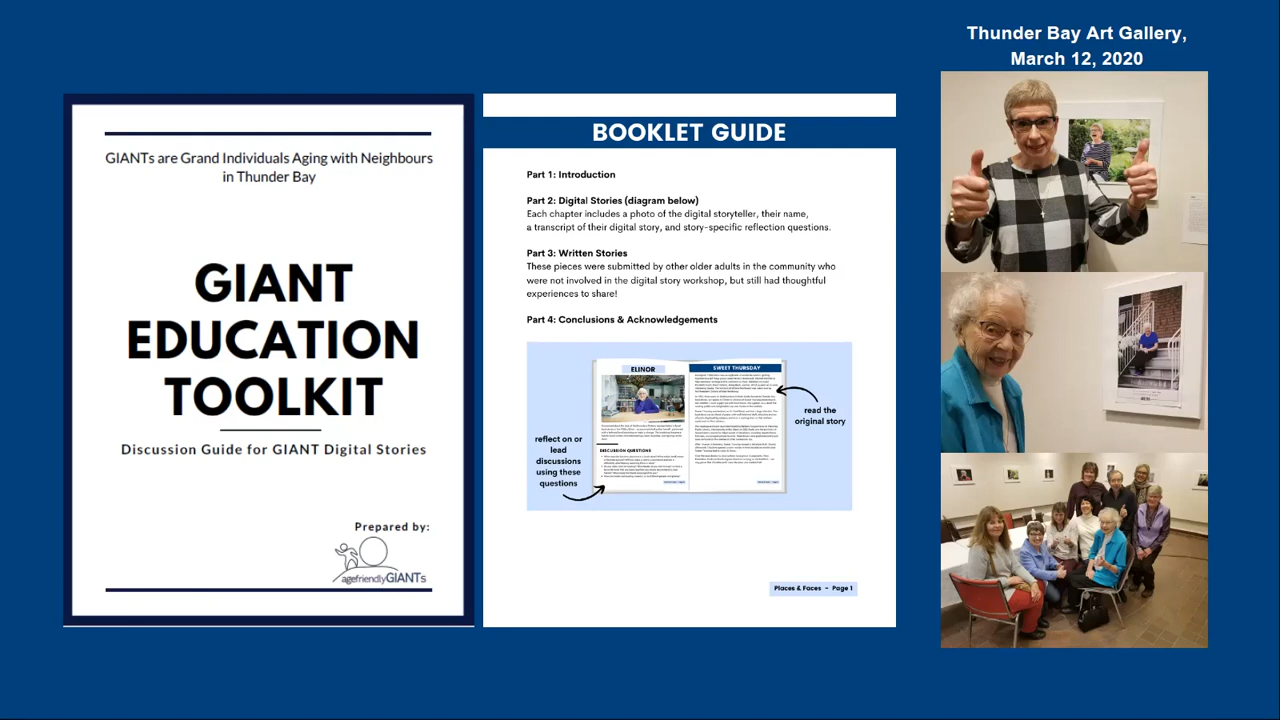 GIANTs are Grand Individuals Aging with Neighbours
in Thunder Bay
GIANT
EDUCATION
TOOLKIT
Discussion Guide for GIANT Digital Stories
Prepared by:
agefriendlyGIANTs
BOOKLET GUIDE
Part 1: Introduction
Part 2: Digital Stories (diagram below)
Each chapter includes a photo of the digital storyteller, their name,
a transcript of their digital story, and story-specific reflection questions.
Part 3: Written Stories
These pieces were submitted by other older adults in the community who
were not involved in the digital story workshop, but still had thoughtful
experiences to share!
Part 4: Conclusions & Acknowledgements
ELINOR
DISCUSSION QUESTIONS
SWEET THURSDAY
reflect on or
lead
discussions
using these
questions
read the
original story
Places & Faces - Page 1
Thunder Bay Art Gallery,
March 12, 2020